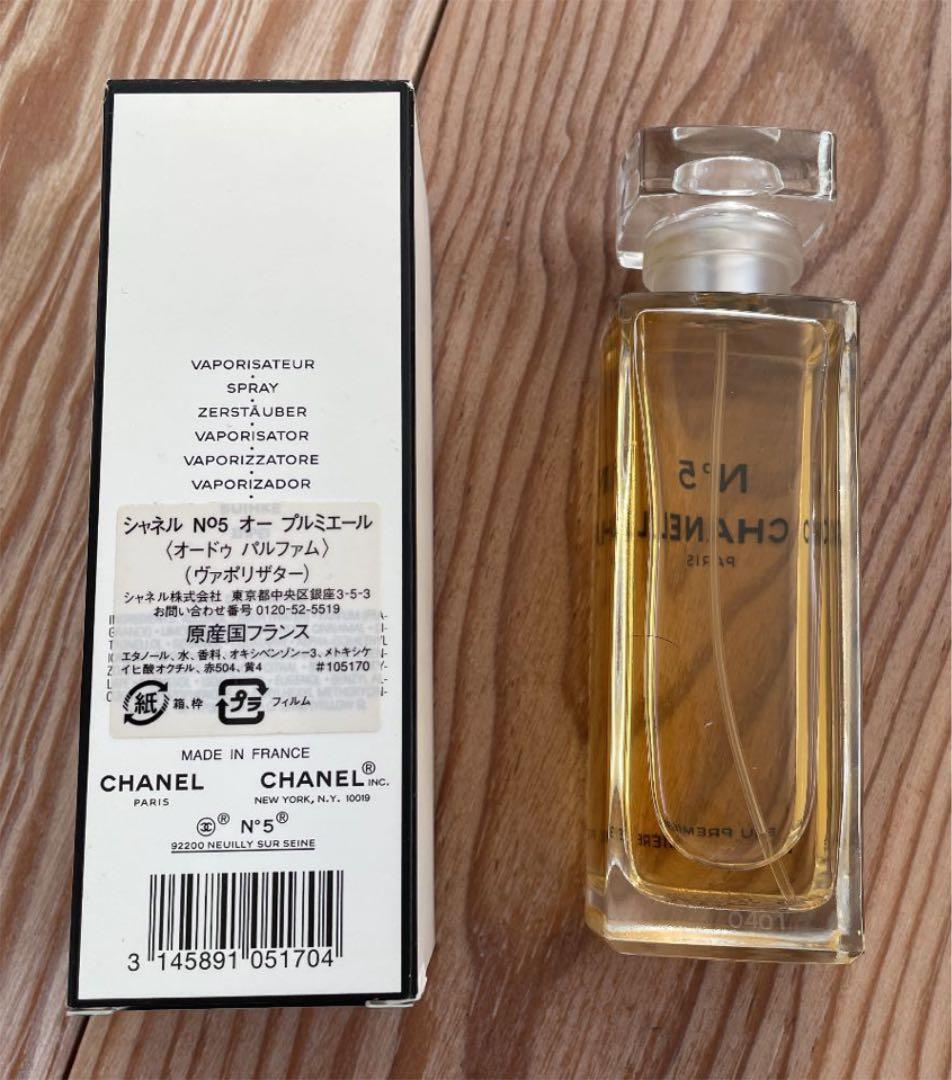 VAPORISATEUR
SPRAY
ZERSTÄUBER
VAPORISATOR
VAPORIZZATORE
VAPORIZADOR
シャネル Nº5 オー プルミエール
〈オードゥ パルファム〉
(ヴァポリザター)
シャネル株式会社 東京都中央区銀座3-5-3
お問い合わせ番号 0120-52-5519
原産国フランス
エタノール、水、香料、オキシベンゾン-3、メトキシケ
イヒ酸オクチル、赤504、黄4 #105170
紙 箱、枠 プラ フィルム
MADE IN FRANCE
CHANEL CHANEL® INC.
PARIS NEW YORK, N.Y. 10019
® N°5®
92200 NEUILLY SUR SEINE
3 145891 051704
N°5
CHANEL
PARIS
0401